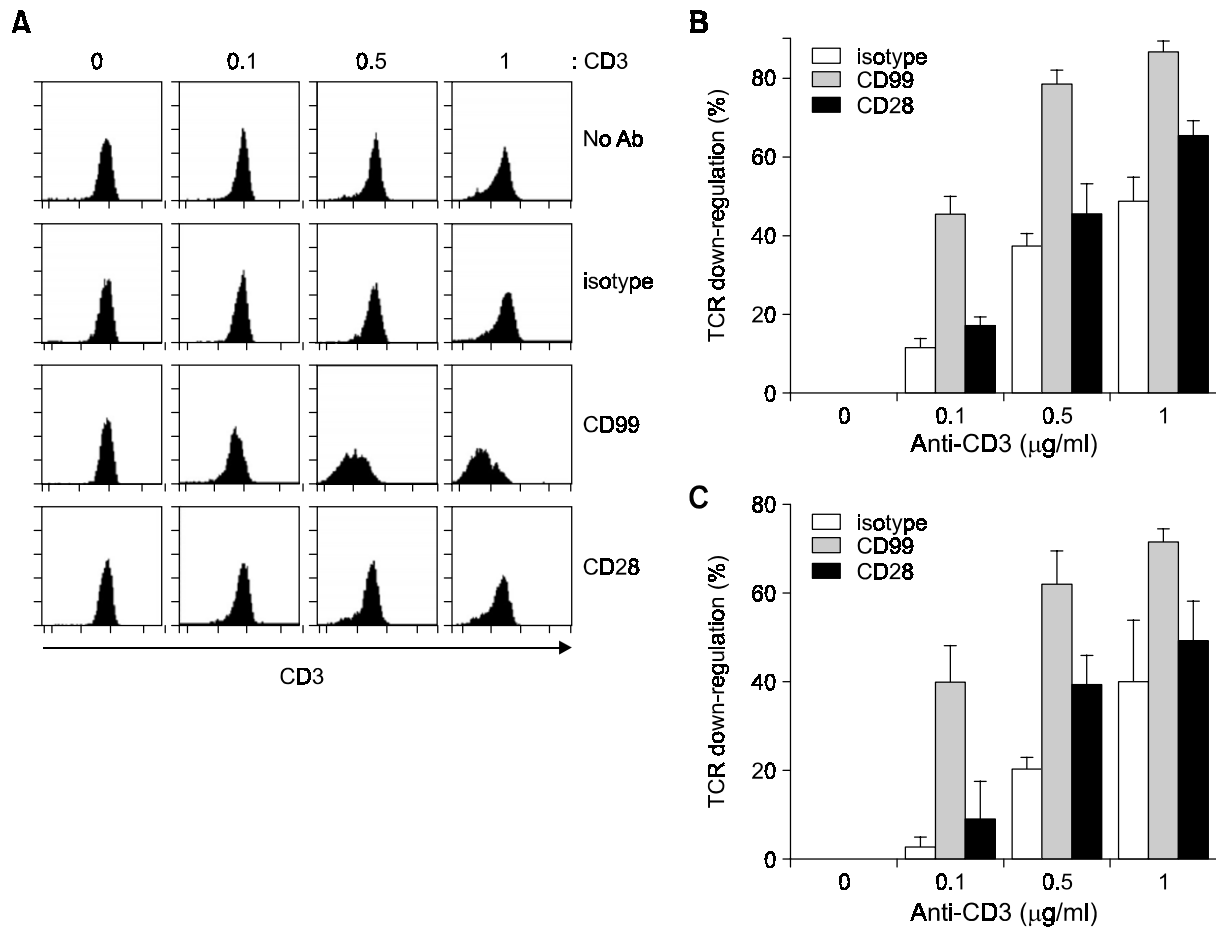 A
0 0.1 0.5 1 : CD3
No Ab
isotype
CD99
CD28
CD3
B
isotype
CD99
CD28
TCR down-regulation (%)
80
60
40
20
0
0 0.1 0.5 1
Anti-CD3 (μg/ml)
C
isotype
CD99
CD28
TCR down-regulation (%)
80
60
40
20
0
0 0.1 0.5 1
Anti-CD3 (μg/ml)